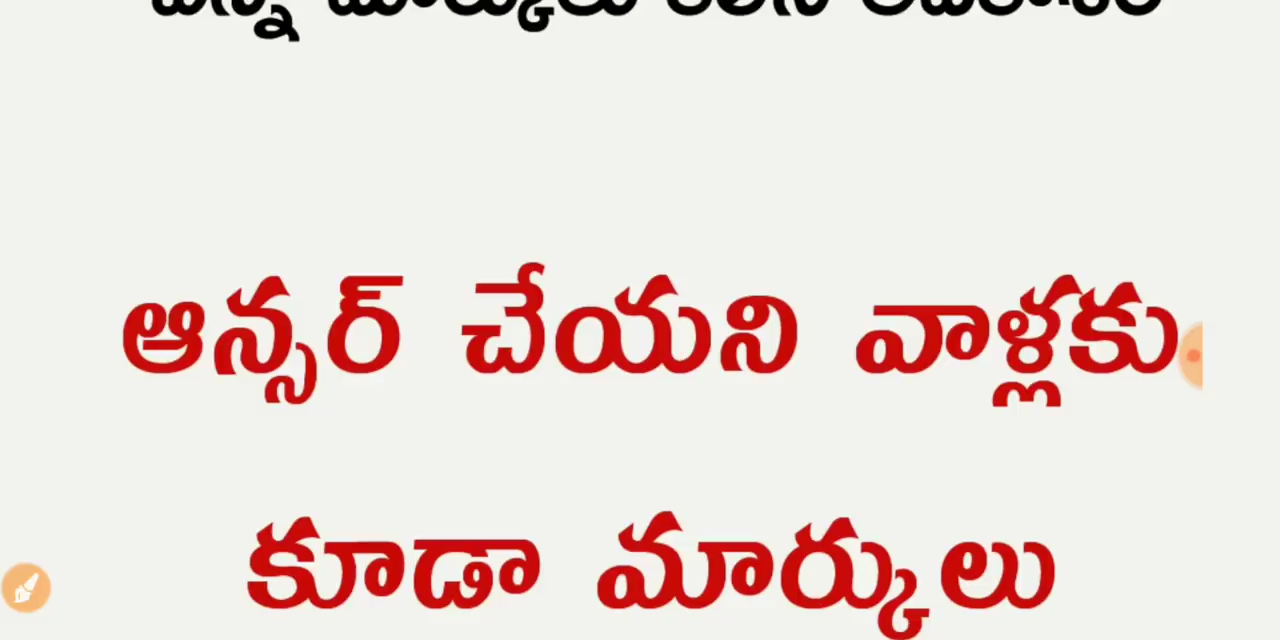 మార్కులు
ఆన్సర్ చేయని వాళ్లకు
కూడా మార్కులు